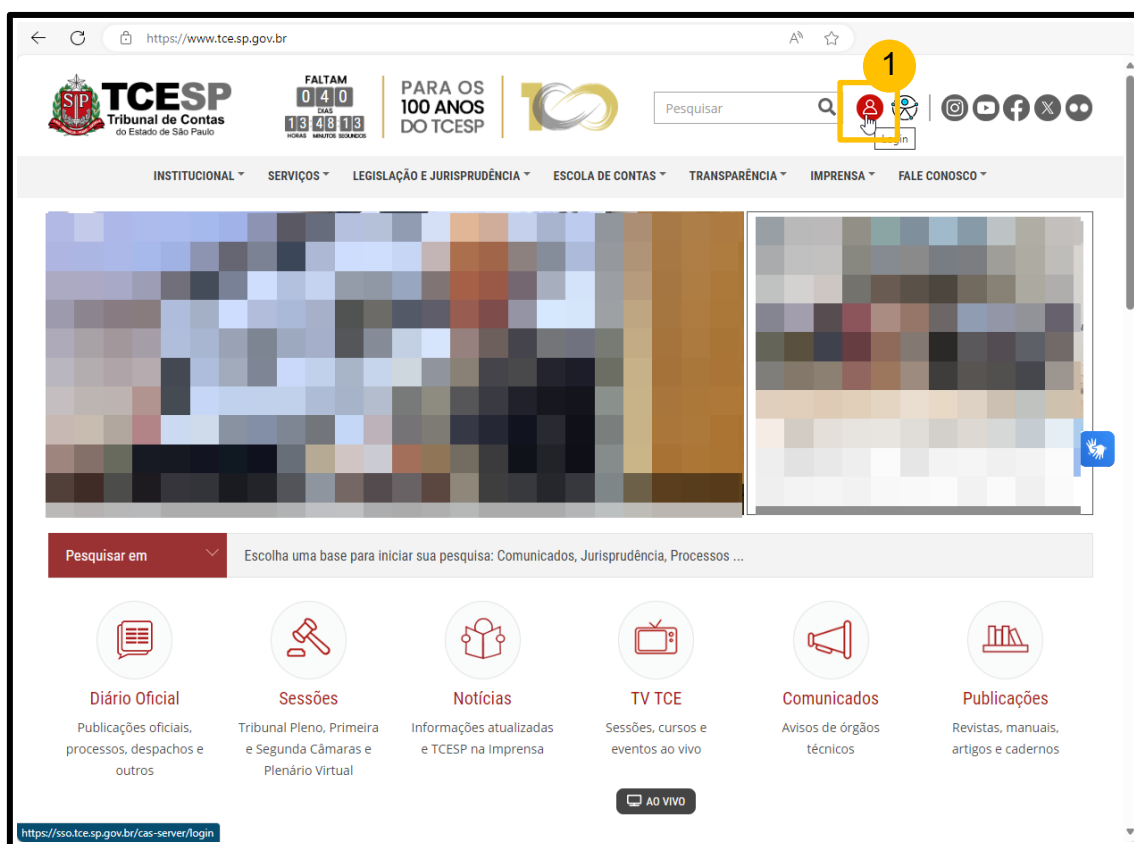 https://www.tce.sp.gov.br
1
SP
TCESP
Tribunal de Contas
do Estado de São Paulo
FALTAM
0 4 0
DIAS
13 48 13
HORAS MINUTOS SEGUNDOS
PARA OS
100 ANOS
DO TCESP
100
Pesquisar
Login
INSTITUCIONAL SERVIÇOS LEGISLAÇÃO E JURISPRUDÊNCIA ESCOLA DE CONTAS TRANSPARÊNCIA IMPRENSA FALE CONOSCO
Pesquisar em
Escolha uma base para iniciar sua pesquisa: Comunicados, Jurisprudência, Processos ...
Diário Oficial
Publicações oficiais,
processos, despachos e
outros
Sessões
Tribunal Pleno, Primeira
e Segunda Câmaras e
Plenário Virtual
Notícias
Informações atualizadas
e TCESP na Imprensa
TV TCE
Sessões, cursos e
eventos ao vivo
AO VIVO
Comunicados
Avisos de órgãos
técnicos
Publicações
Revistas, manuais,
artigos e cadernos
https://sso.tce.sp.gov.br/cas-server/login